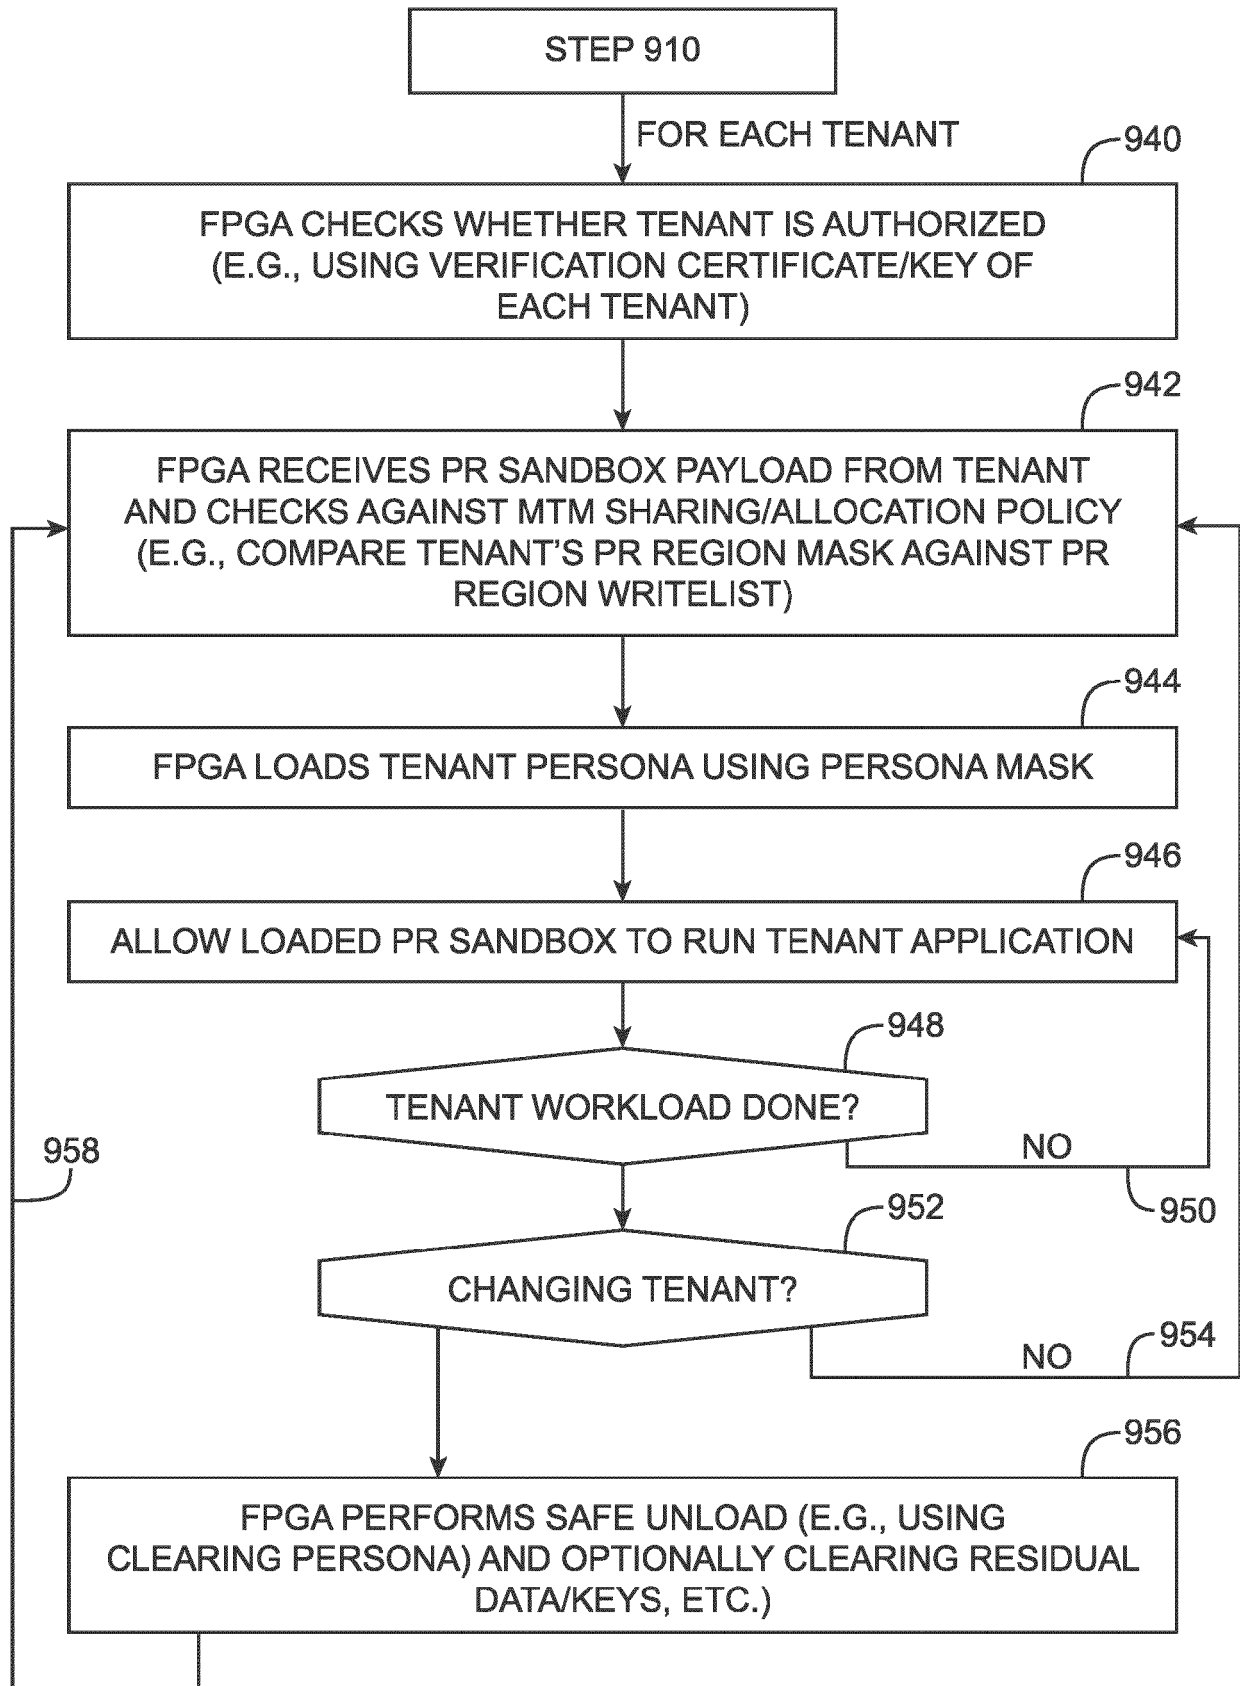 STEP 910
FOR EACH TENANT
940
FPGA CHECKS WHETHER TENANT IS AUTHORIZED
(E.G., USING VERIFICATION CERTIFICATE/KEY OF
EACH TENANT)
942
FPGA RECEIVES PR SANDBOX PAYLOAD FROM TENANT
AND CHECKS AGAINST MTM SHARING/ALLOCATION POLICY
(E.G., COMPARE TENANT'S PR REGION MASK AGAINST PR
REGION WRITELIST)
944
FPGA LOADS TENANT PERSONA USING PERSONA MASK
946
ALLOW LOADED PR SANDBOX TO RUN TENANT APPLICATION
948
TENANT WORKLOAD DONE?
NO
950
958
952
CHANGING TENANT?
NO
954
956
FPGA PERFORMS SAFE UNLOAD (E.G., USING
CLEARING PERSONA) AND OPTIONALLY CLEARING RESIDUAL
DATA/KEYS, ETC.)